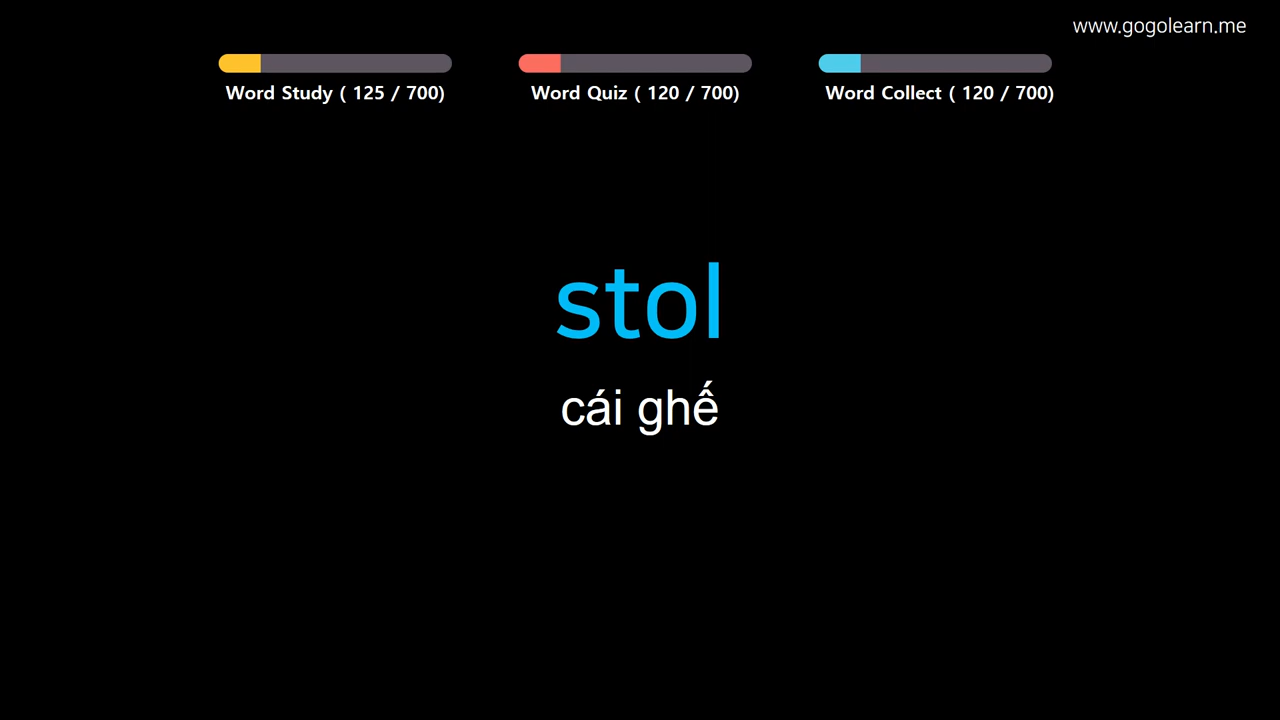 www.gogolearn.me
Word Study ( 125 / 700)
Word Quiz ( 120 / 700)
Word Collect ( 120 / 700)
stol
cái ghế